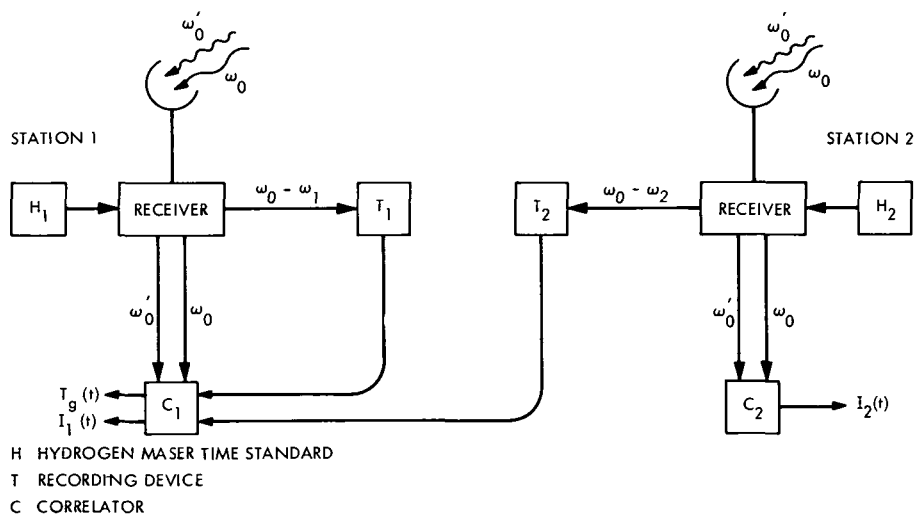 ω₀′
ω₀
STATION 1
H₁
RECEIVER
ω₀ - ω₁
T₁
ω₀′
ω₀
T_g (t)
I₁ (t)
C₁
ω₀′
ω₀
STATION 2
T₂
ω₀ - ω₂
RECEIVER
H₂
ω₀′
ω₀
C₂
I₂(t)
H HYDROGEN MASER TIME STANDARD
T RECORDING DEVICE
C CORRELATOR